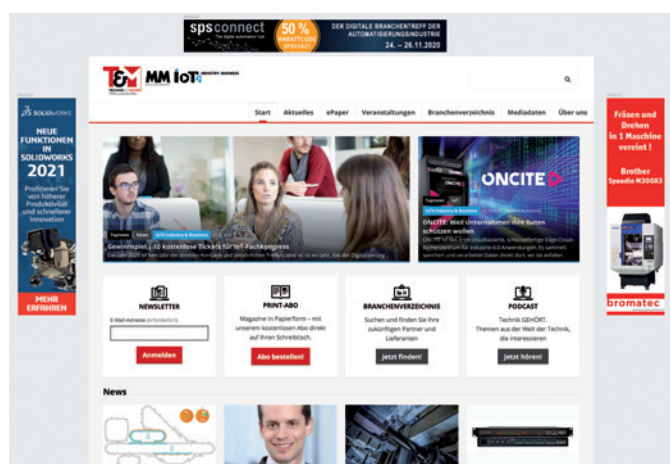 spsconnect
The digital automation hub
50 %
RABATTCODE
SPSXXAZ1
DER DIGITALE BRANCHENTREFF DER
AUTOMATISIERUNGSINDUSTRIE
24. – 26.11.2020
T&M
MM IoT4
INDUSTRY & BUSINESS
Start Aktuelles ePaper Veranstaltungen Branchenverzeichnis Mediadaten Über uns
SOLIDWORKS
NEUE
FUNKTIONEN
IN
SOLIDWORKS
2021
Profitieren Sie
von höherer
Produktivität
und schnellerer
Innovation
MEHR
ERFAHREN
Topnews News IoT4 Industry & Business
Gewinnspiel | 10 kostenlose Tickets für IoT-Fachkongress
ONCITE
Topnews IoT
IoT4 Industry & Business
ONCITE: Weil Unternehmen ihre Daten
schützen wollen
Fräsen und
Drehen
in 1 Maschine
vereint !
Brother
Speedio M300X3
bromatec
NEWSLETTER
E-Mail-Adresse (erforderlich)
Anmelden
PRINT-ABO
Magazine in Papierform – mit
unserem kostenlosen Abo direkt
auf Ihren Schreibtisch.
Abo bestellen!
BRANCHENVERZEICHNIS
Suchen und finden Sie Ihre
zukünftigen Partner und
Lieferanten
Jetzt finden!
PODCAST
Technik GEHÖRT.
Themen aus der Welt der Technik,
die interessieren
Jetzt hören!
News